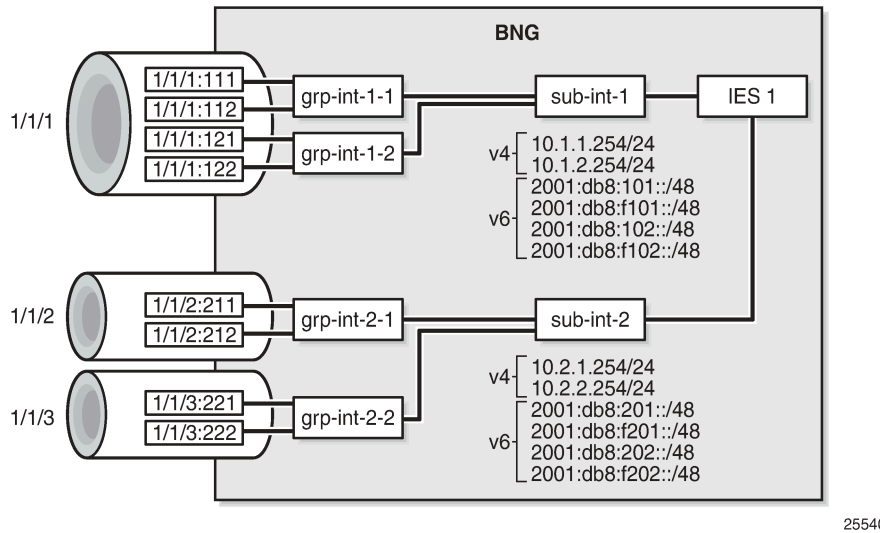 BNG
1/1/1
1/1/1:111
1/1/1:112
1/1/1:121
1/1/1:122
grp-int-1-1
grp-int-1-2
sub-int-1
IES 1
v4
10.1.1.254/24
10.1.2.254/24
v6
2001:db8:101::/48
2001:db8:f101::/48
2001:db8:102::/48
2001:db8:f102::/48
1/1/2
1/1/2:211
1/1/2:212
grp-int-2-1
sub-int-2
1/1/3
1/1/3:221
1/1/3:222
grp-int-2-2
v4
10.2.1.254/24
10.2.2.254/24
v6
2001:db8:201::/48
2001:db8:f201::/48
2001:db8:202::/48
2001:db8:f202::/48
25540